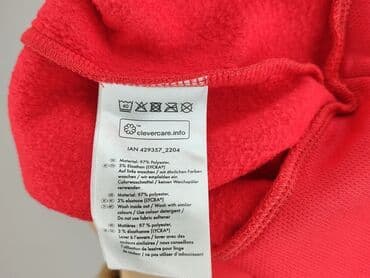 40
clevercare.info
IAN 429357_2204
Material: 97% Polyester,
3% Elasthan (LYCRA®)
Auf links waschen / mit ähnlichen Farben
waschen / wir empfehlen ein
Colorwaschmittel / keinen Weichspüler
verwenden
Material: 97% polyester,
3% elastane (LYCRA®)
Wash inside out / Wash with similar
colours / Use colour detergent /
Do not use fabric softener
Matières: 97 % polyester,
3 % élasthanne (LYCRA®)
Laver à l'envers / laver avec des
couleurs similaires / nous conseillons
l'utilisation de lessive pour linge
de couleur / ne pas